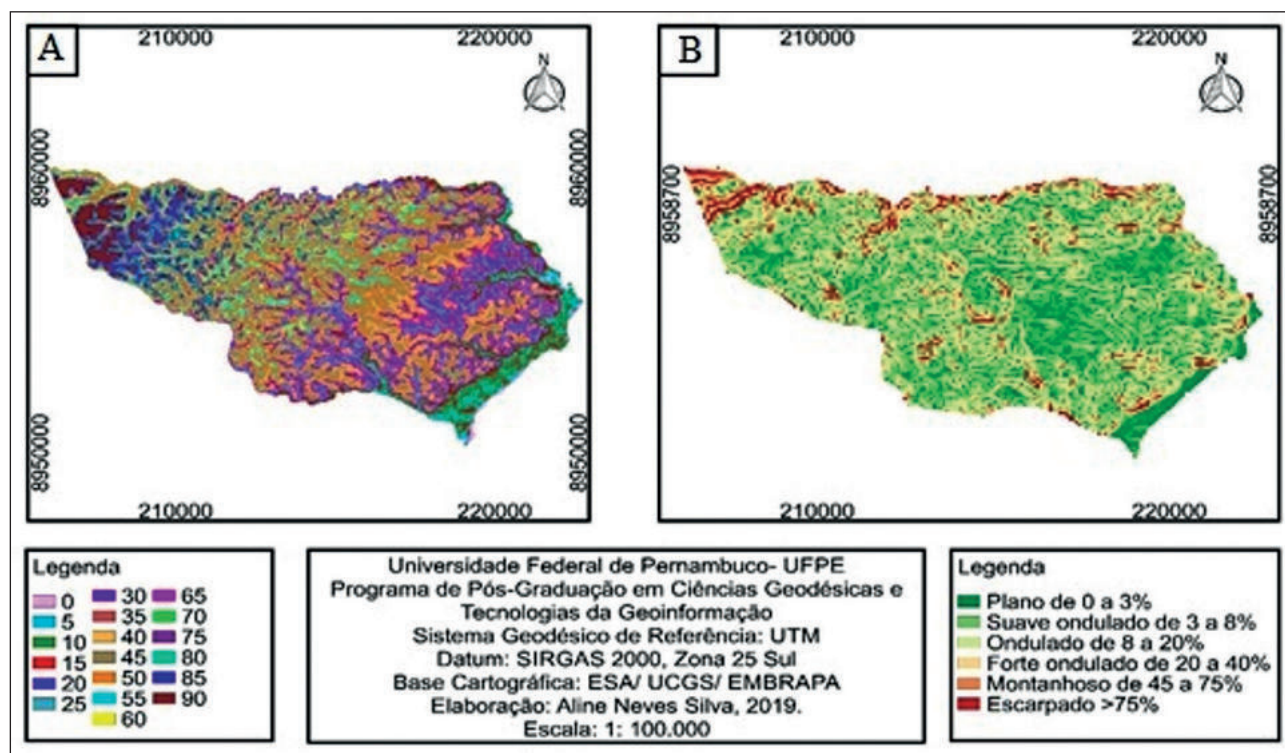 A
210000
220000
N
8960000
8960000
8950000
8950000
210000
220000
B
210000
220000
N
8958700
8958700
210000
220000
Legenda
0
5
10
15
20
25
30
35
40
45
50
55
60
65
70
75
80
85
90
Universidade Federal de Pernambuco- UFPE
Programa de Pós-Graduação em Ciências Geodésicas e
Tecnologias da Geoinformação
Sistema Geodésico de Referência: UTM
Datum: SIRGAS 2000, Zona 25 Sul
Base Cartográfica: ESA/ UCGS/ EMBRAPA
Elaboração: Aline Neves Silva, 2019.
Escala: 1: 100.000
Legenda
Plano de 0 a 3%
Suave ondulado de 3 a 8%
Ondulado de 8 a 20%
Forte ondulado de 20 a 40%
Montanhoso de 45 a 75%
Escarpado >75%